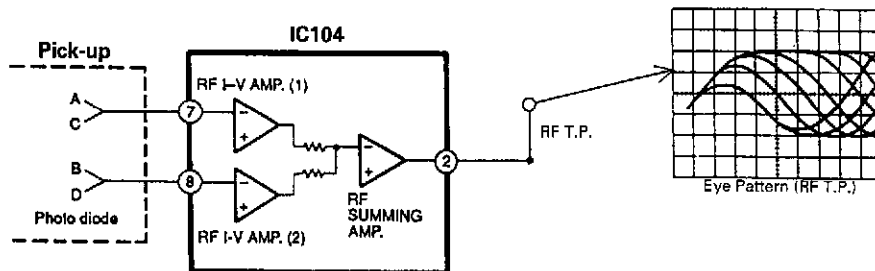 IC104
Pick-up
RF I–V AMP. (1)
A
C
7
B
D
8
2
RF T.P.
Photo diode
RF I-V AMP. (2)
RF
SUMMING
AMP.
Eye Pattern (RF T.P.)